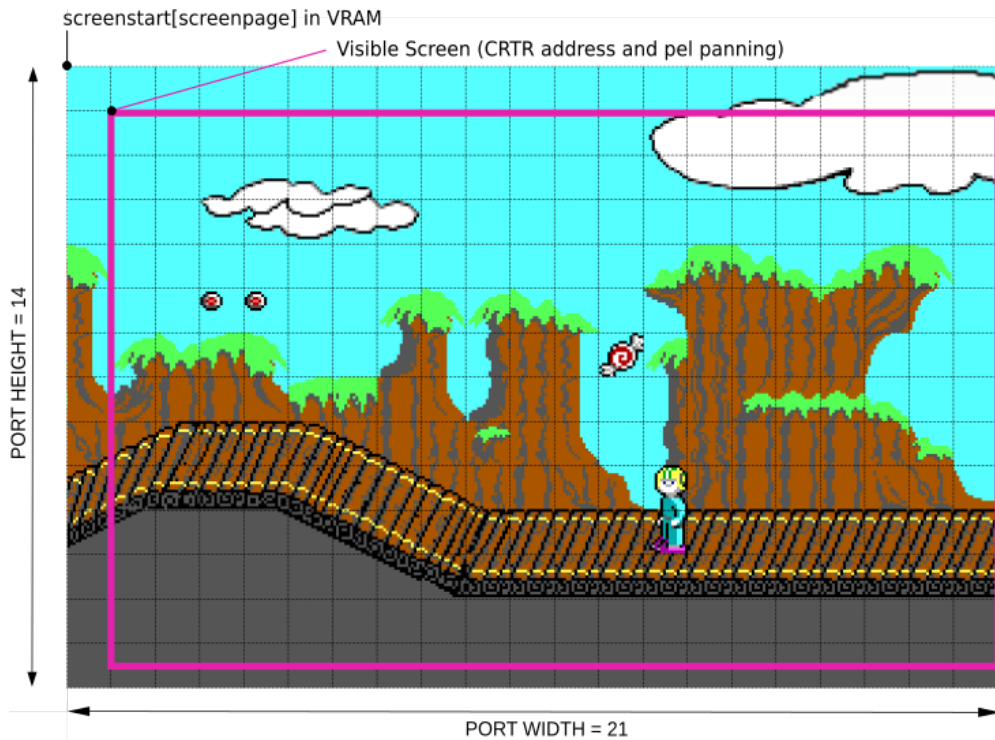 screenstart[screenpage] in VRAM
Visible Screen (CRTR address and pel panning)
PORT HEIGHT = 14
PORT WIDTH = 21